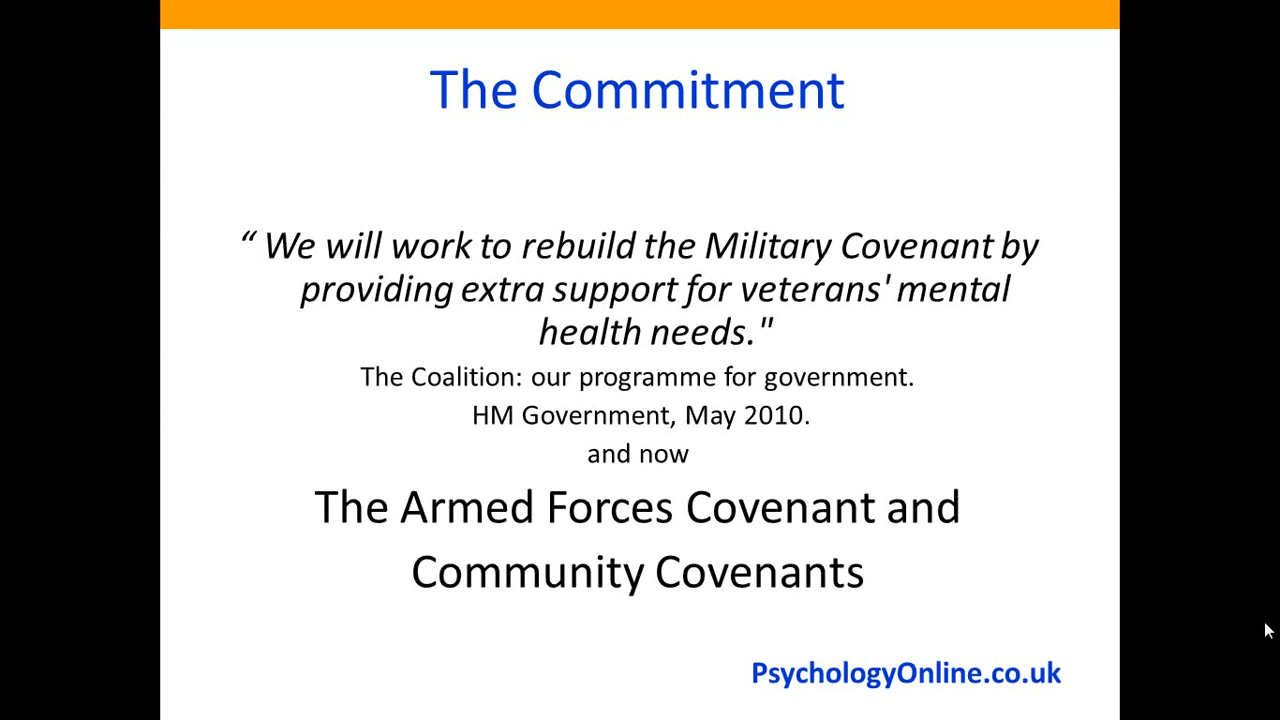 The Commitment
“ We will work to rebuild the Military Covenant by
providing extra support for veterans' mental
health needs."
The Coalition: our programme for government.
HM Government, May 2010.
and now
The Armed Forces Covenant and
Community Covenants
PsychologyOnline.co.uk